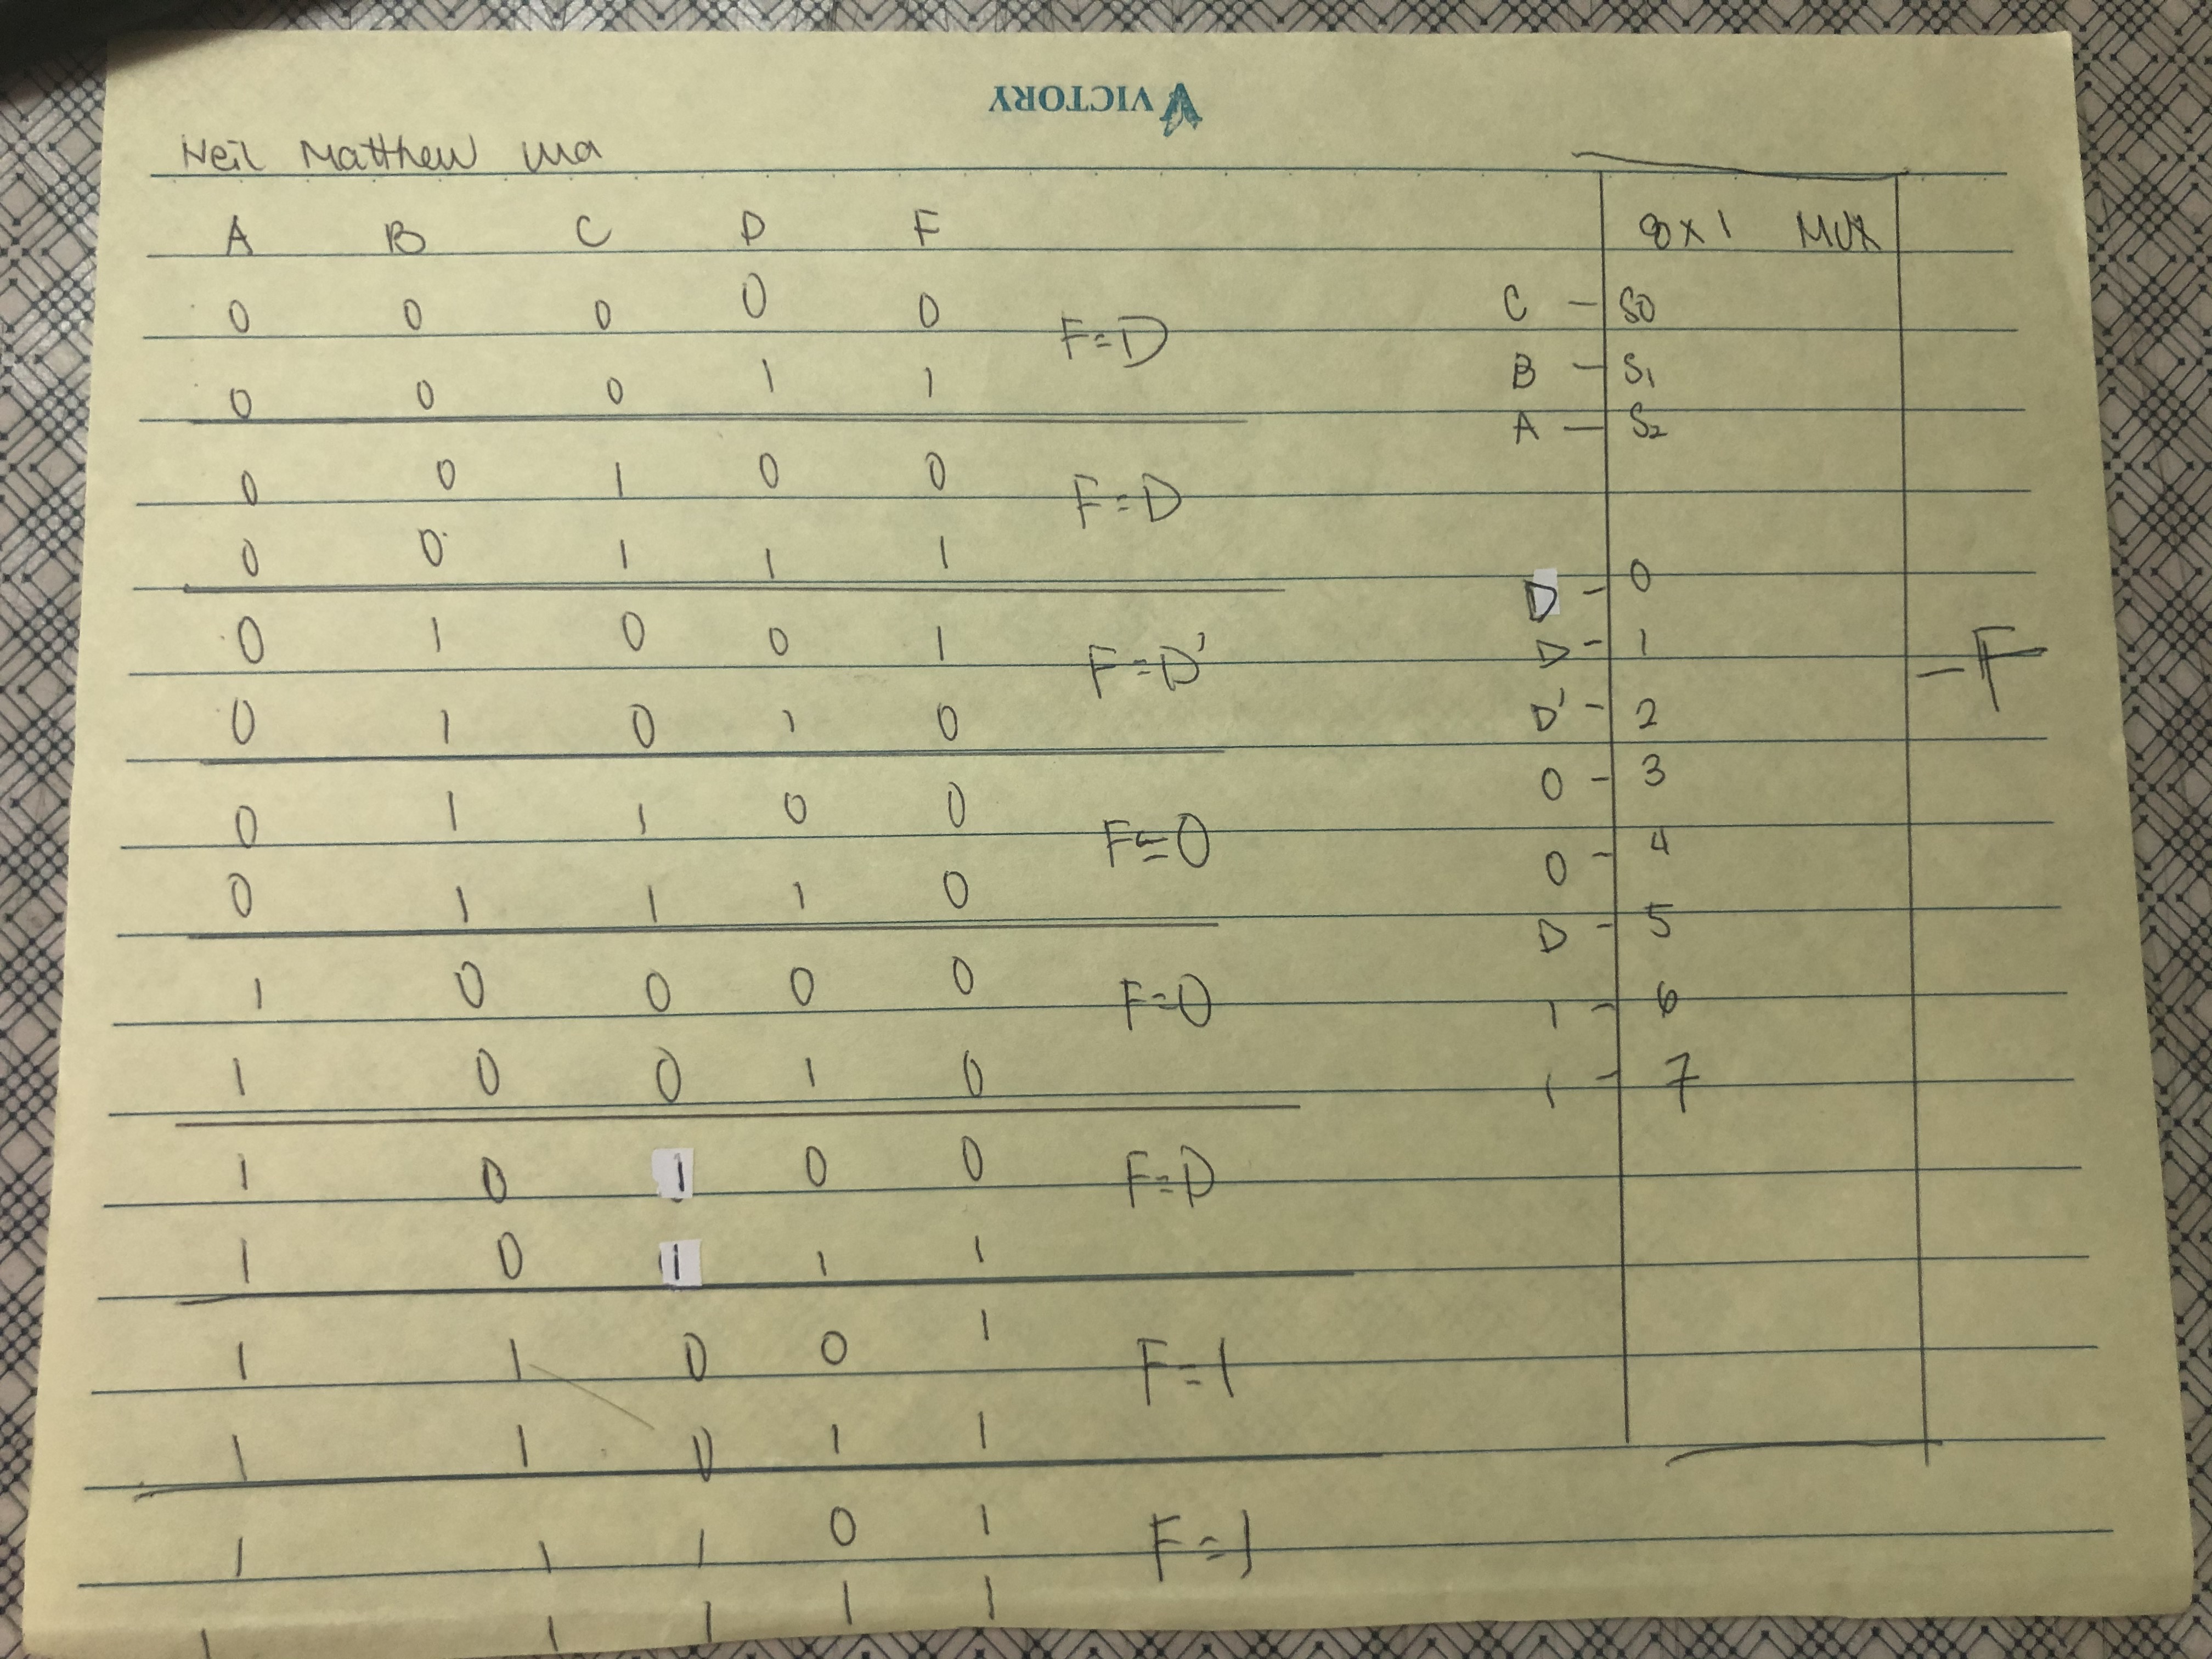 VICTORY
Neil Matthew
A B C D F
0 0 0 0 0
0 0 0 1 1
F=D
0 0 1 0 0
0 0 1 1 1
F=D
0 1 0 0 1
0 1 0 1 0
F=D'
0 1 1 0 0
0 1 1 1 0
F=0
1 0 0 0 0
1 0 0 1 0
F=0
1 0 1 0 0
1 0 1 1 1
F=D
1 1 0 0 1
1 1 0 1 1
F=1
1 1 1 0 1
1 1 1 1 1
F=1
8x1 MUX
C - S0
B - S1
A - S2
D - 0
D - 1
D' - 2
0 - 3
0 - 4
D - 5
1 - 6
1 - 7
- F